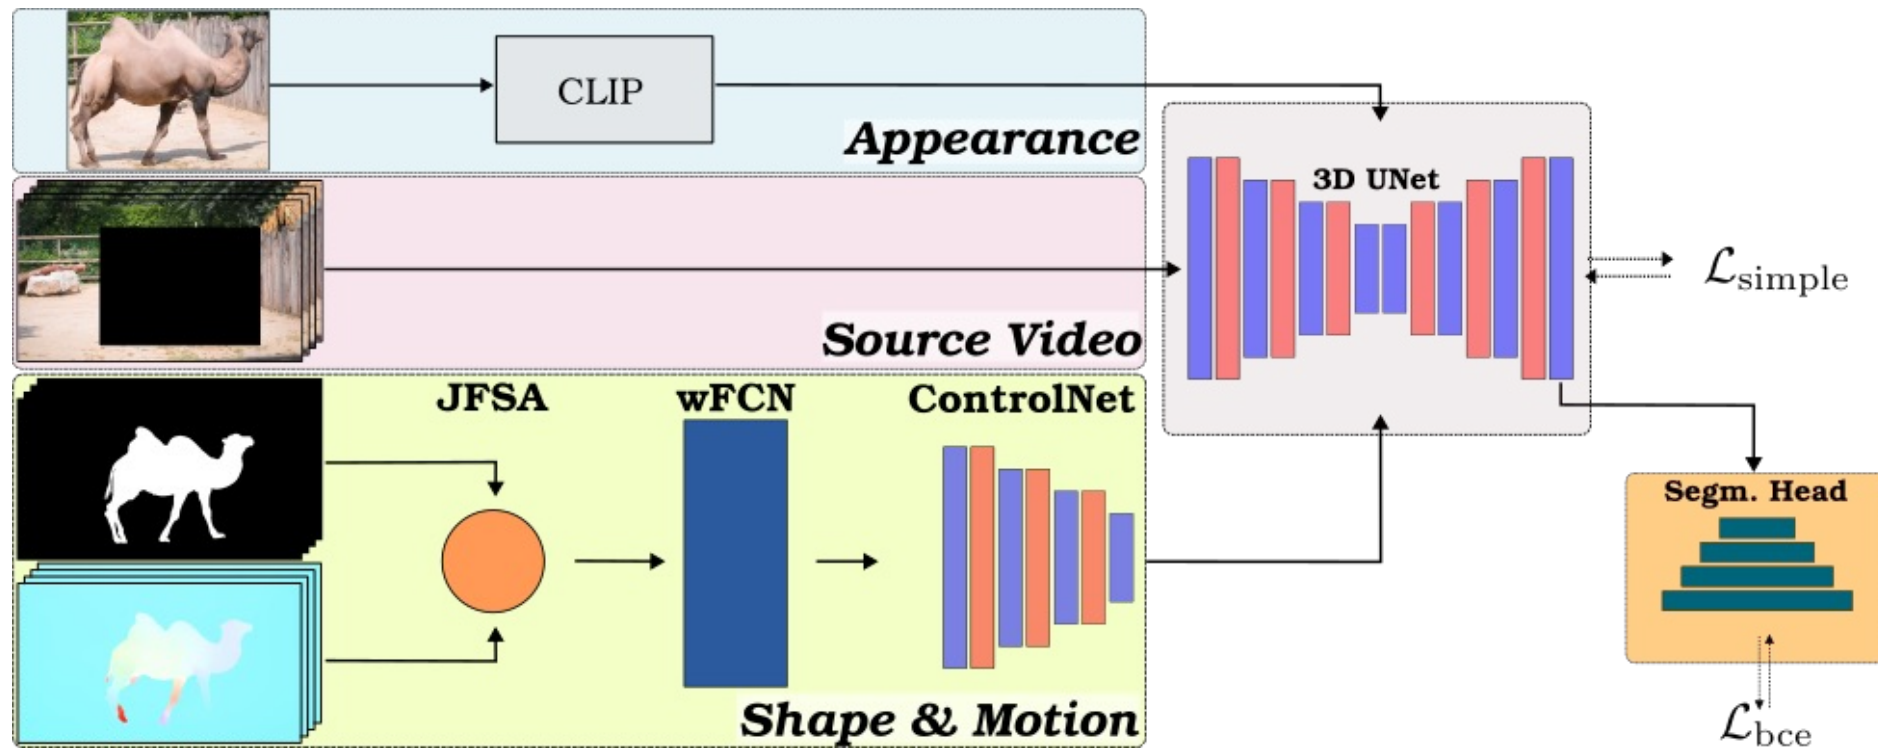 CLIP
Appearance
3D UNet
Source Video
ℒsimple
JFSA
wFCN
ControlNet
Segm. Head
Shape & Motion
ℒbce